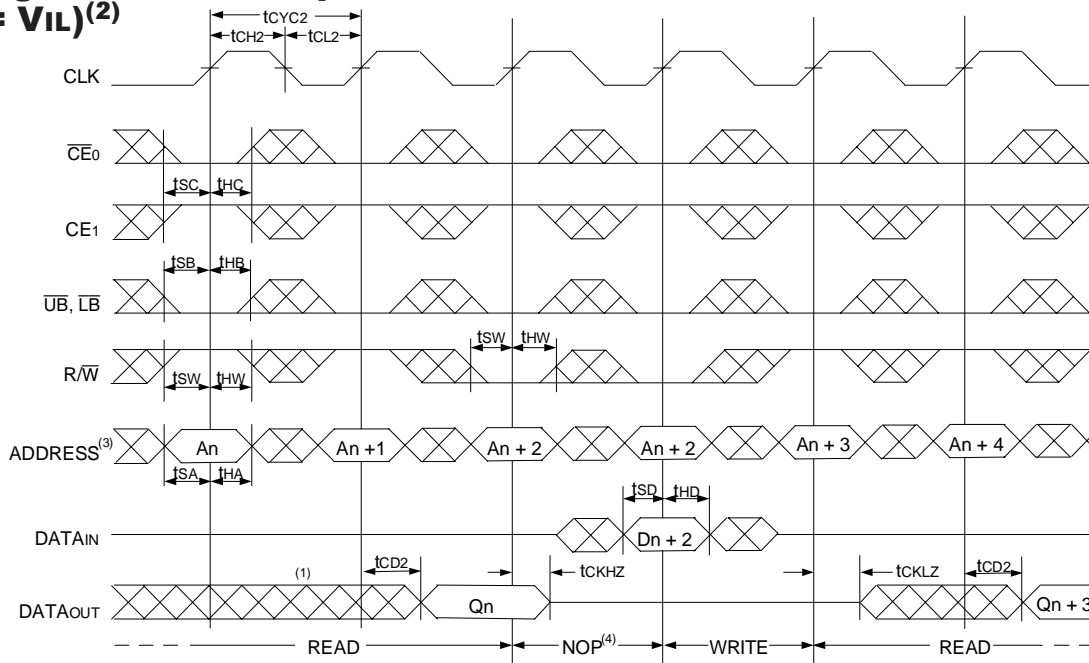 = VIL)(2)
tCYC2
tCH2 tCL2
CLK
CE0
tSC tHC
CE1
tSB tHB
UB, LB
tSW tHW
R/W
tSW tHW
ADDRESS(3) An An +1 An + 2 An + 2 An + 3 An + 4
tSA tHA
tSD tHD
DATAIN Dn + 2
(1) tCD2 tCKHZ tCKLZ tCD2
DATAOUT Qn Qn + 3
READ NOP(4) WRITE READ